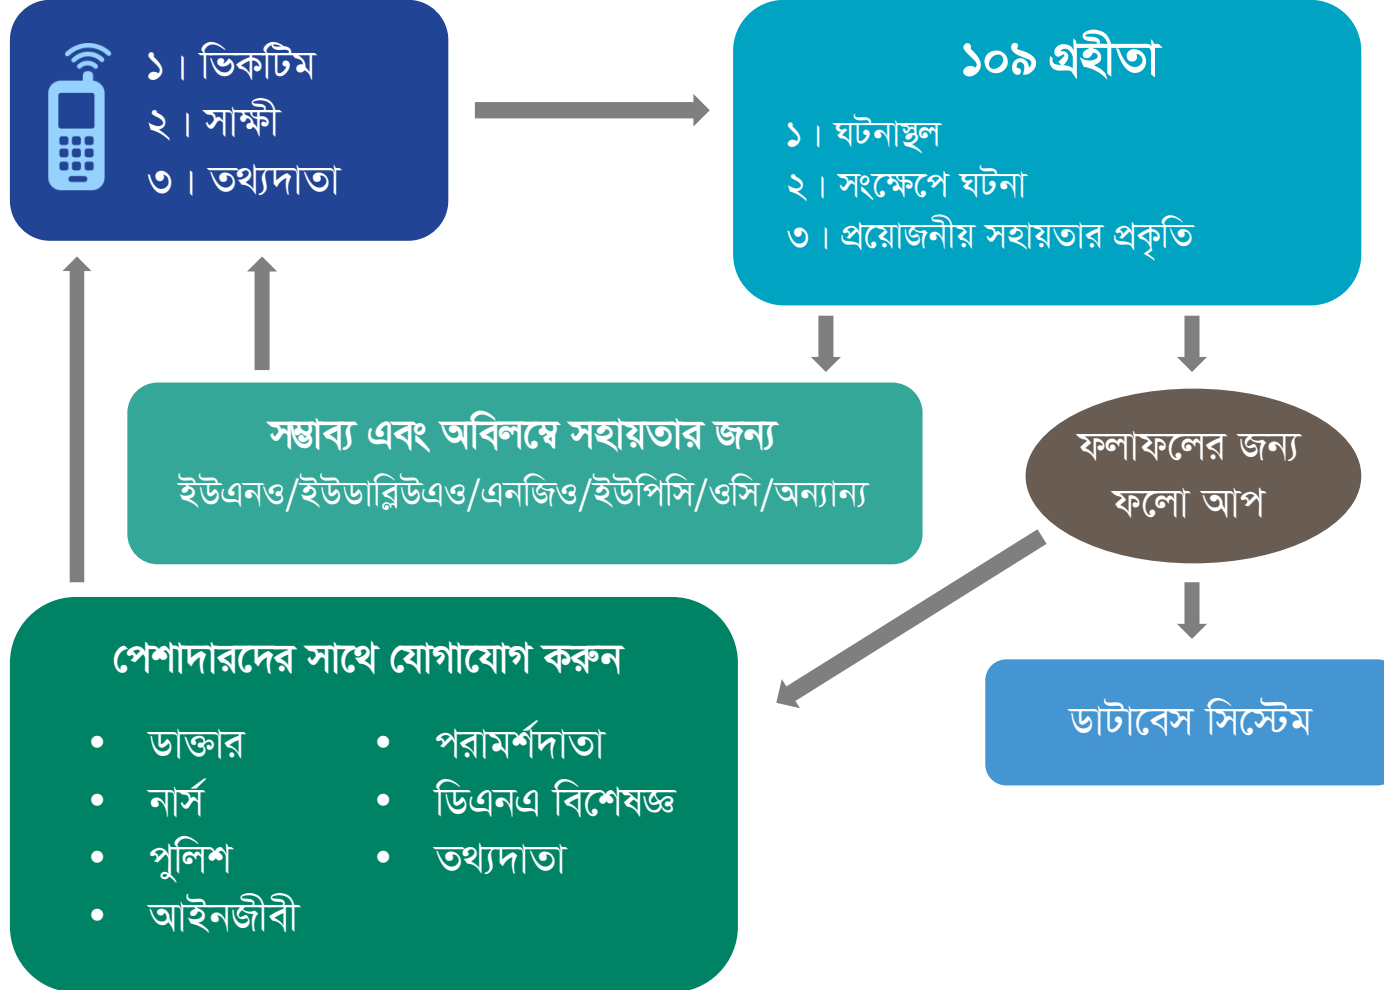 ১। ভিকটিম
২। সাক্ষী
৩। তথ্যদাতা
১০৯ গ্রহীতা
১। ঘটনাস্থল
২। সংক্ষেপে ঘটনা
৩। প্রয়োজনীয় সহায়তার প্রকৃতি
সম্ভাব্য এবং অবিলম্বে সহায়তার জন্য
ইউএনও/ইউডাব্লিউএও/এনজিও/ইউপিসি/ওসি/অন্যান্য
ফলাফলের জন্য
ফলো আপ
পেশাদারদের সাথে যোগাযোগ করুন
• ডাক্তার
• নার্স
• পুলিশ
• আইনজীবী
• পরামর্শদাতা
• ডিএনএ বিশেষজ্ঞ
• তথ্যদাতা
ডাটাবেস সিস্টেম